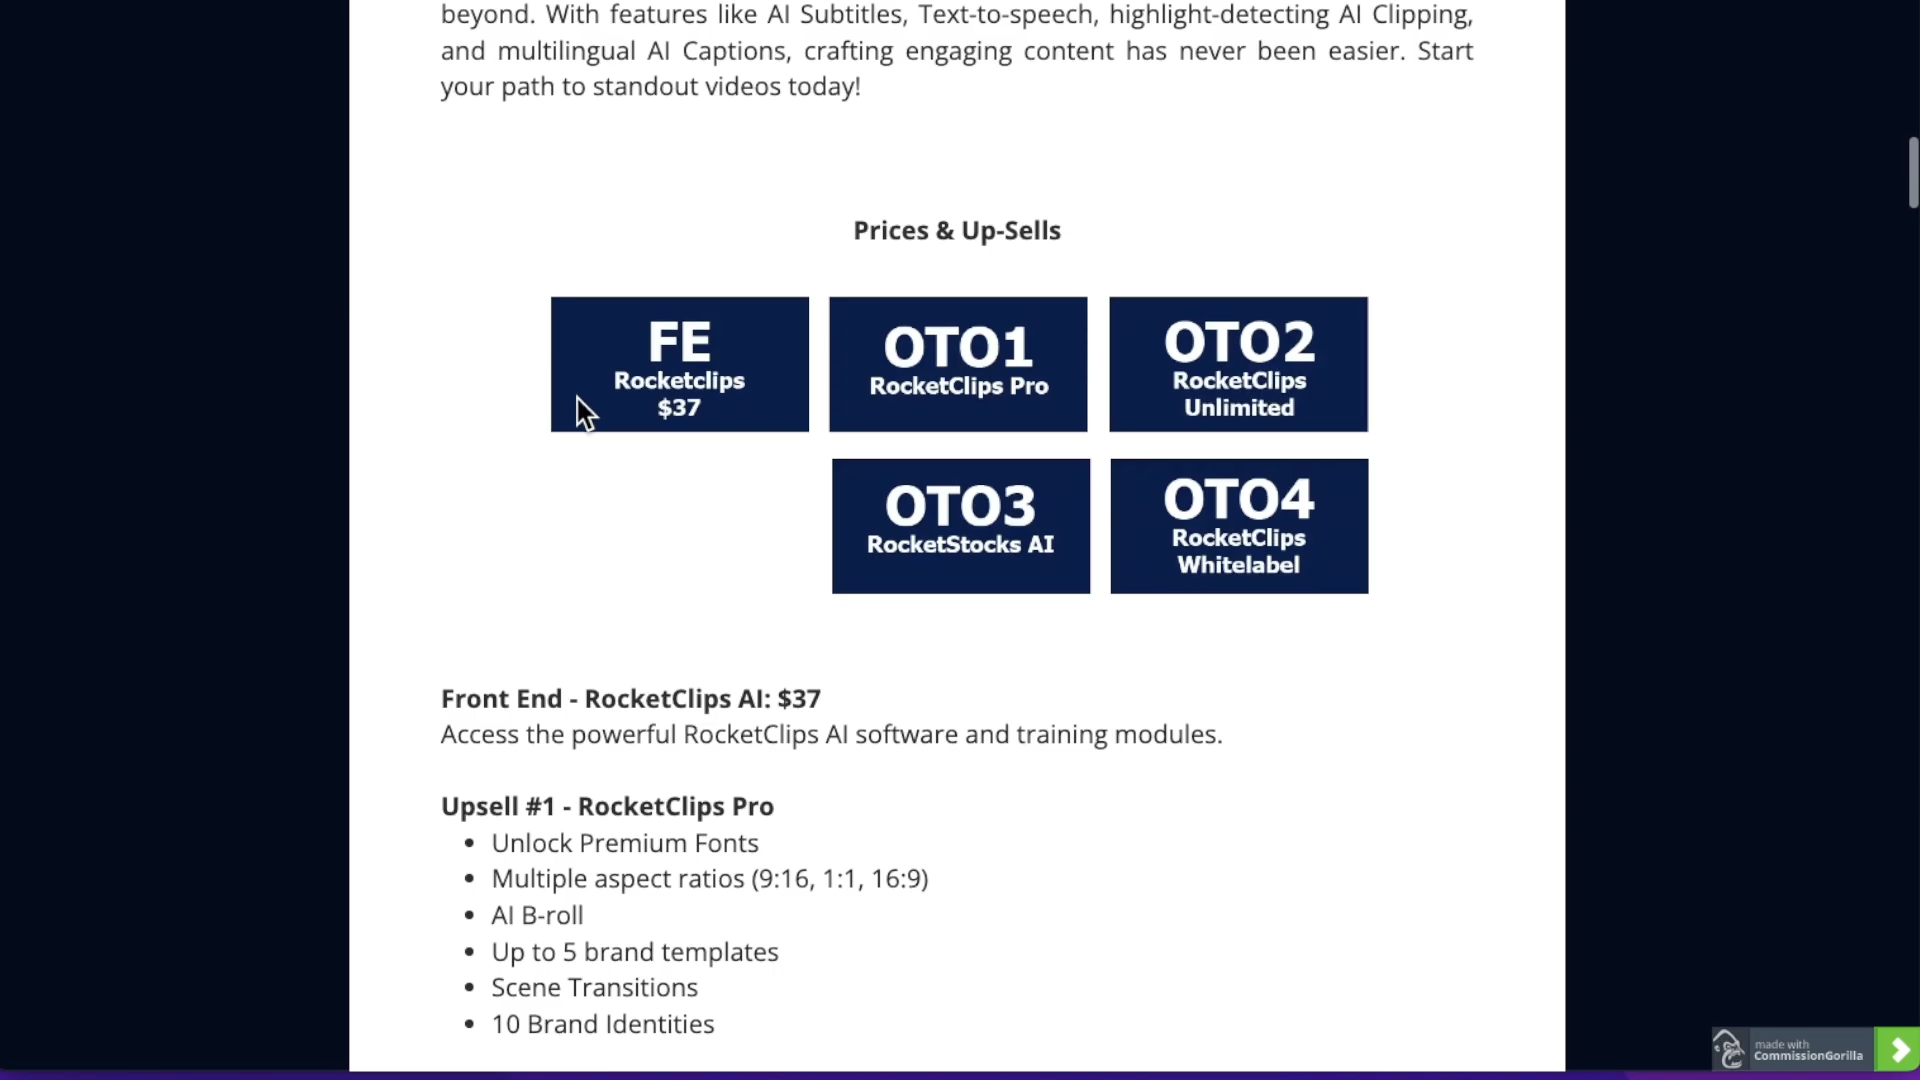 beyond. With features like AI Subtitles, Text-to-speech, highlight-detecting AI Clipping,
and multilingual AI Captions, crafting engaging content has never been easier. Start
your path to standout videos today!
Prices & Up-Sells
FE
Rocketclips
$37
OTO1
RocketClips Pro
OTO2
RocketClips
Unlimited
OTO3
RocketStocks AI
OTO4
RocketClips
Whitelabel
Front End - RocketClips AI: $37
Access the powerful RocketClips AI software and training modules.
Upsell #1 - RocketClips Pro
• Unlock Premium Fonts
• Multiple aspect ratios (9:16, 1:1, 16:9)
• AI B-roll
• Up to 5 brand templates
• Scene Transitions
• 10 Brand Identities
made with
CommissionGorilla